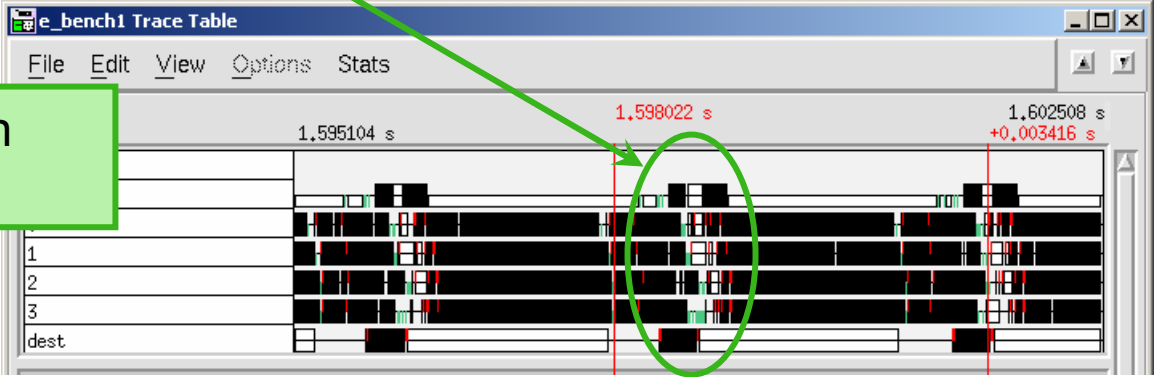 e_bench1 Trace Table
File Edit View Options Stats
1.598022 s
1.602508 s
1.595104 s
+0.003416 s
1
2
3
dest